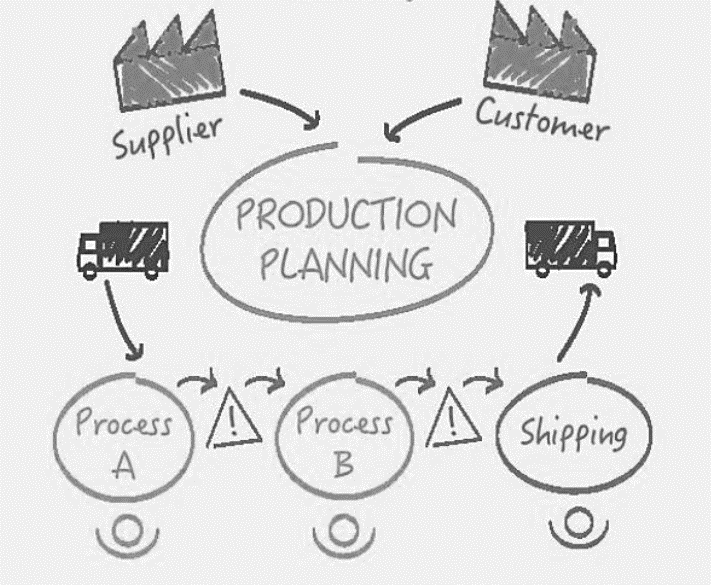 Supplier
Customer
PRODUCTION
PLANNING
Process
A
!
Process
B
!
Shipping